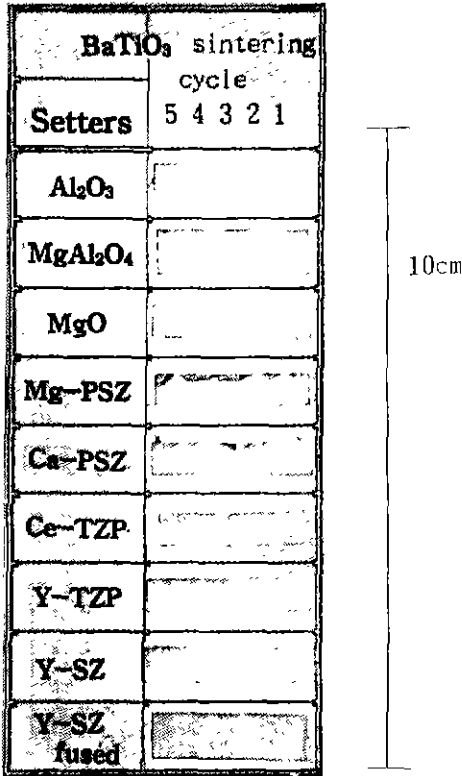 BaTiO₃ sintering
cycle
Setters 5 4 3 2 1
Al₂O₃
MgAl₂O₄
MgO
Mg-PSZ
Ca-PSZ
Ce-TZP
Y-TZP
Y-SZ
Y-SZ
fused
10cm